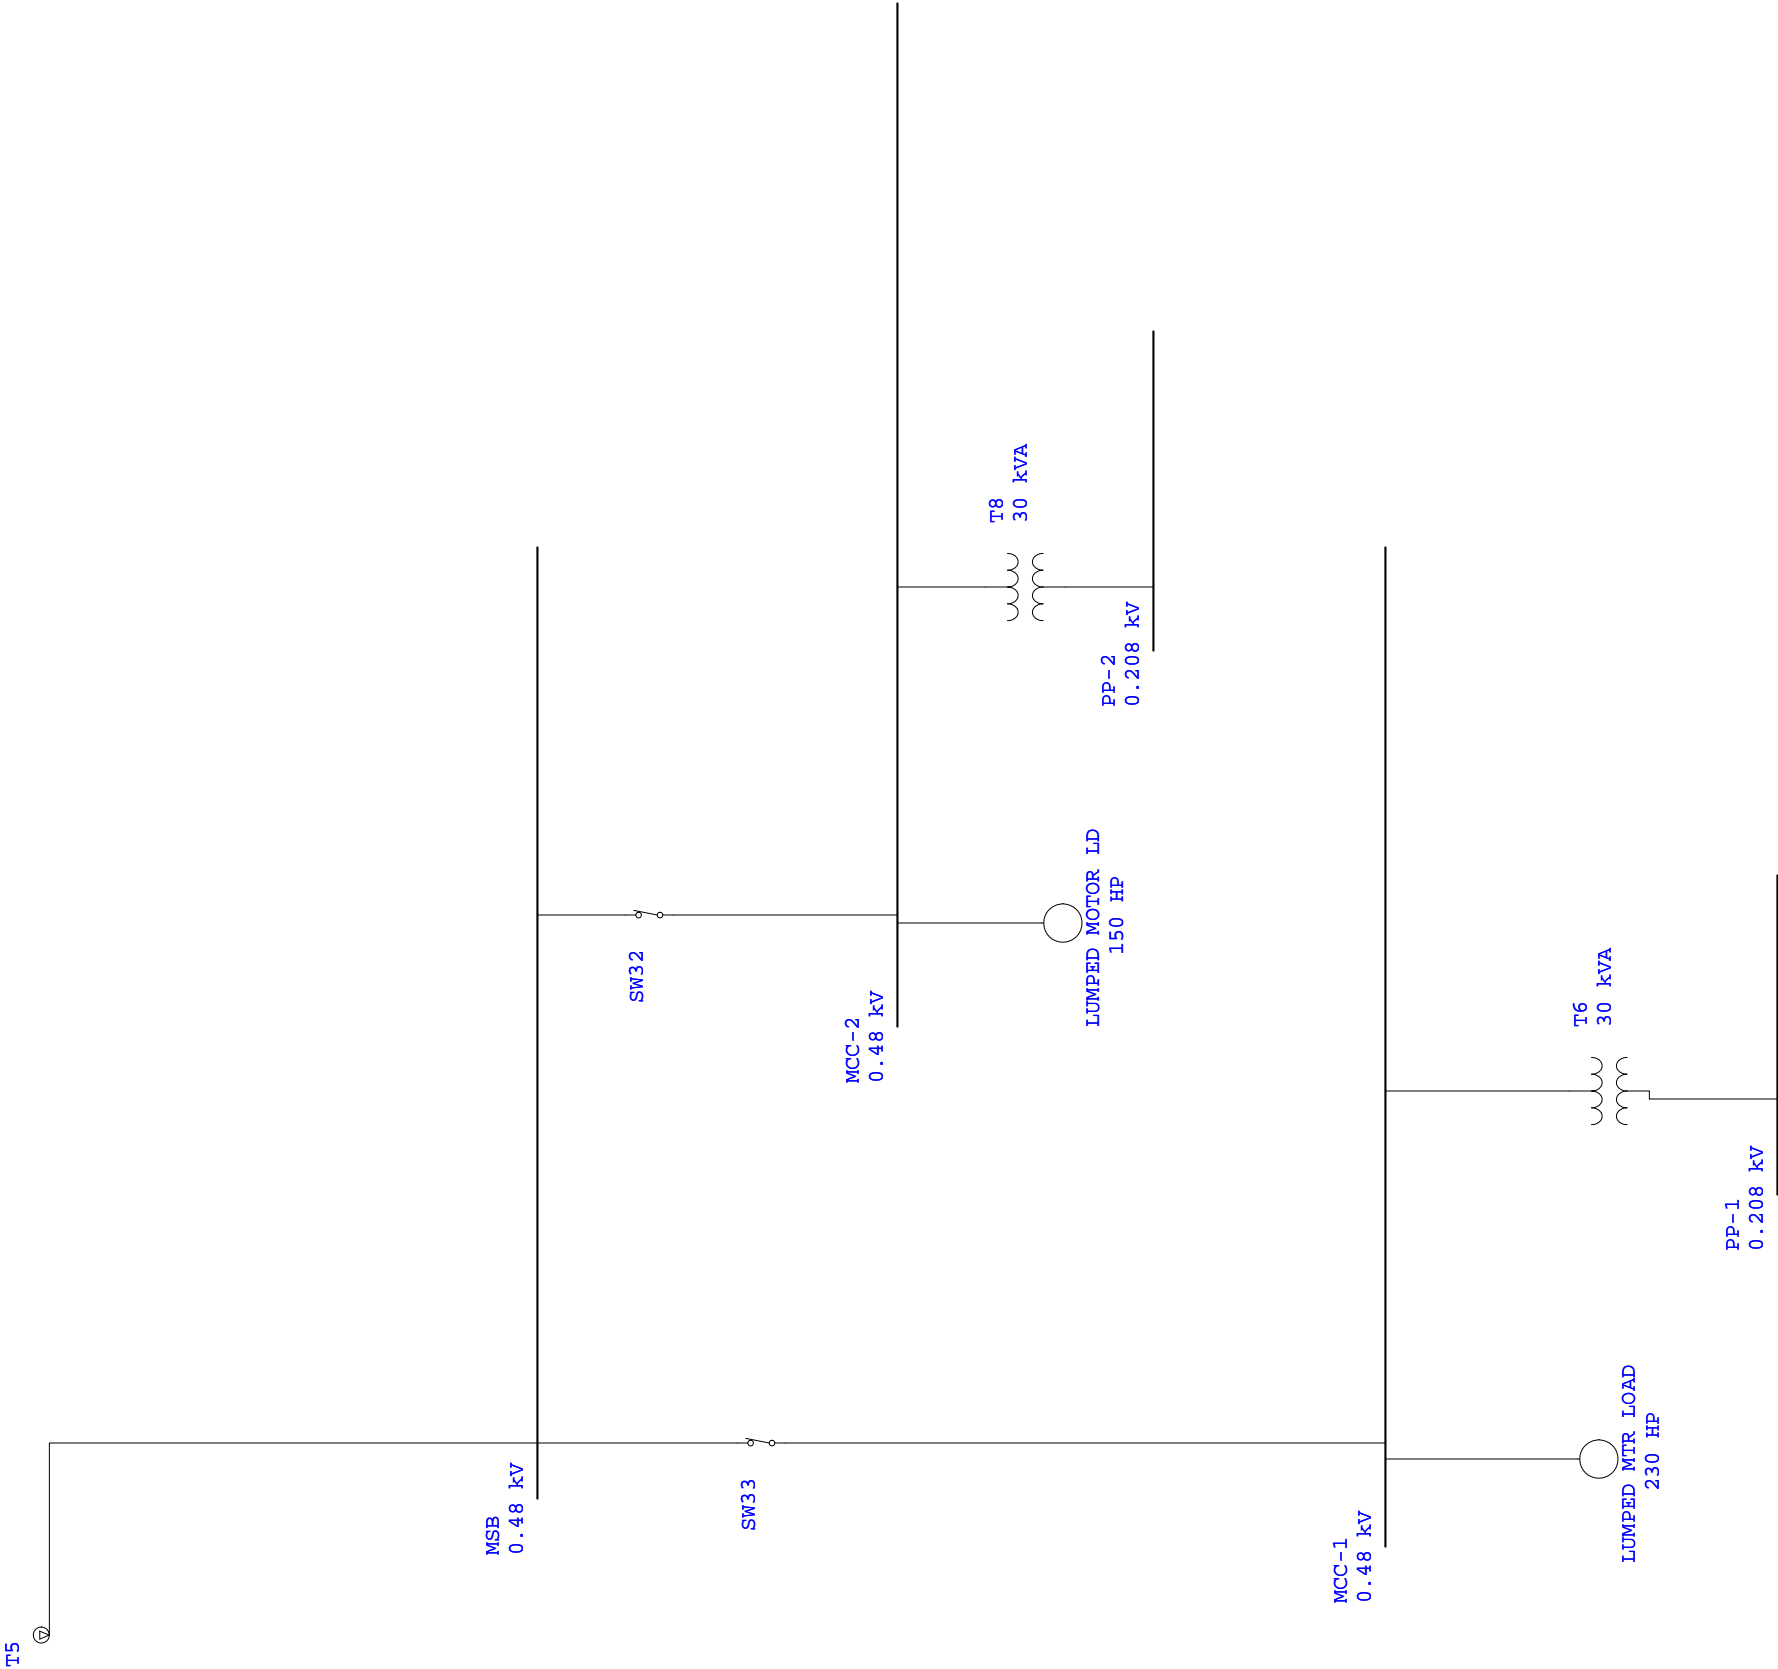 T5
MSB
0.48 kV
SW32
SW33
MCC-2
0.48 kV
T8
30 kVA
LUMPED MOTOR LD
150 HP
PP-2
0.208 kV
MCC-1
0.48 kV
T6
30 kVA
LUMPED MTR LOAD
230 HP
PP-1
0.208 kV